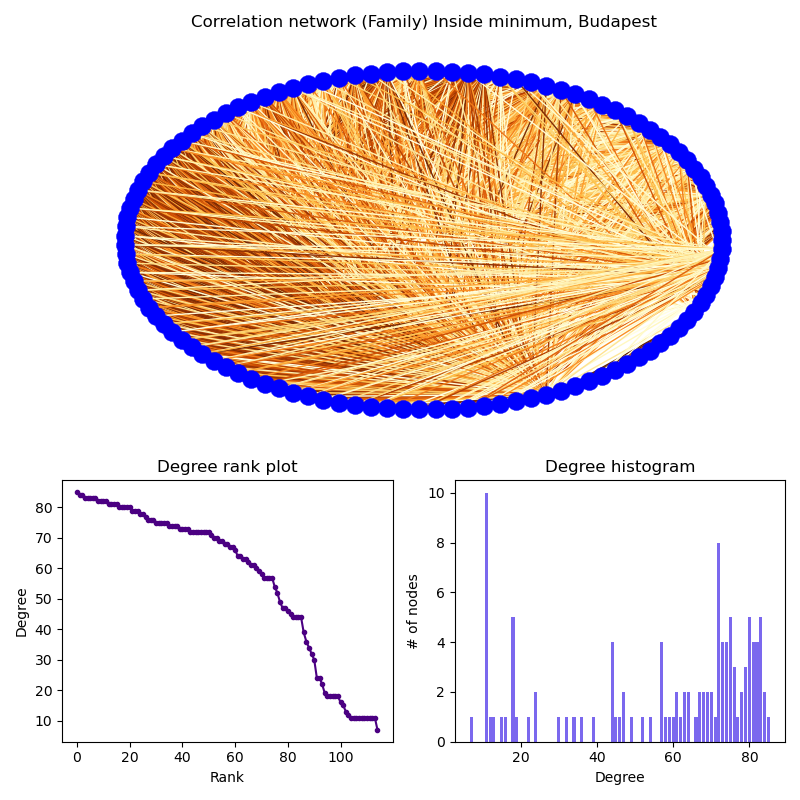 Correlation network (Family) Inside minimum, Budapest
Degree rank plot
Degree
80
70
60
50
40
30
20
10
0 20 40 60 80 100
Rank
Degree histogram
# of nodes
10
8
6
4
2
0
20 40 60 80
Degree